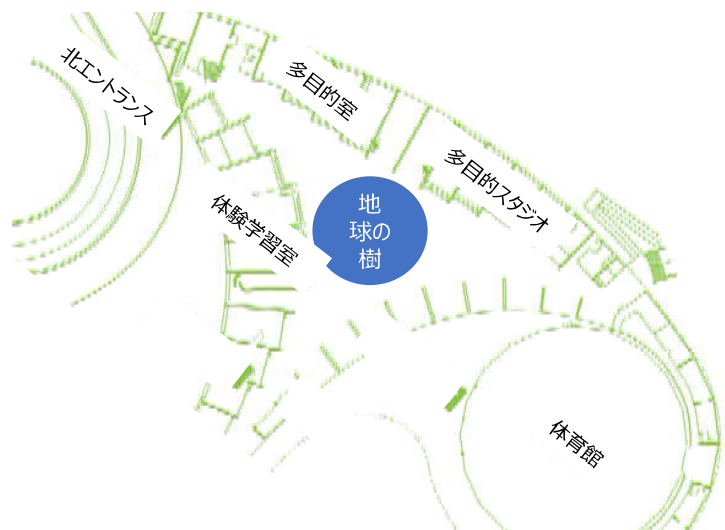 北エントランス
多目的室
多目的スタジオ
体験学習室
地
球の
樹
体育館